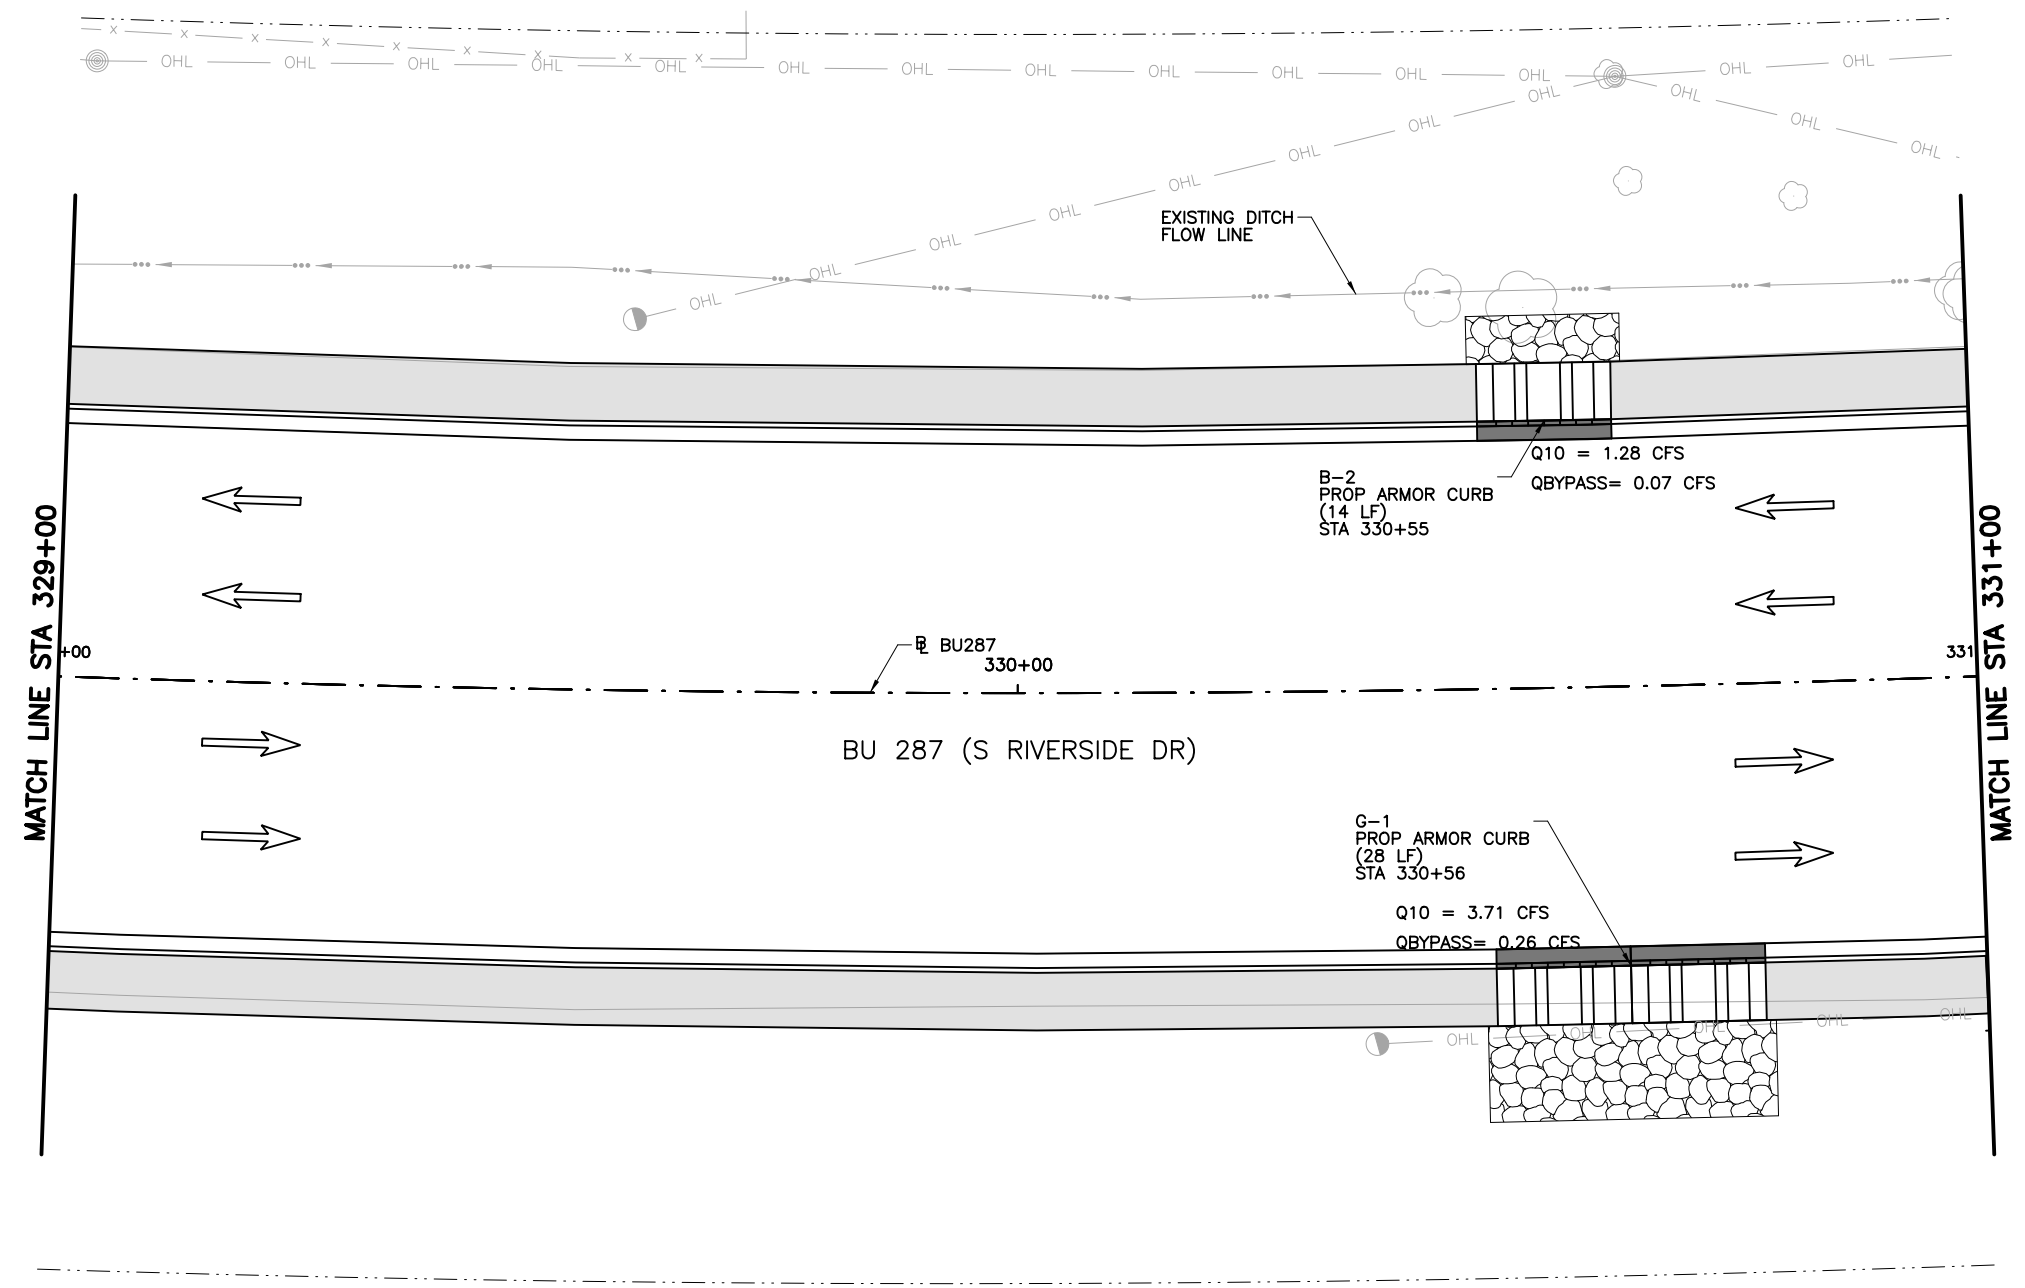 x x x x x x x x x
OHL OHL OHL OHL OHL OHL OHL OHL OHL OHL OHL OHL OHL OHL
OHL OHL OHL OHL OHL OHL OHL
OHL OHL OHL
EXISTING DITCH
FLOW LINE
Q10 = 1.28 CFS
QBYPASS= 0.07 CFS
B-2
PROP ARMOR CURB
(14 LF)
STA 330+55
MATCH LINE STA 329+00
MATCH LINE STA 331+00
+00
BL BU287
330+00
331
BU 287 (S RIVERSIDE DR)
G-1
PROP ARMOR CURB
(28 LF)
STA 330+56
Q10 = 3.71 CFS
QBYPASS= 0.26 CFS
OHL OHL OHL OHL OHL